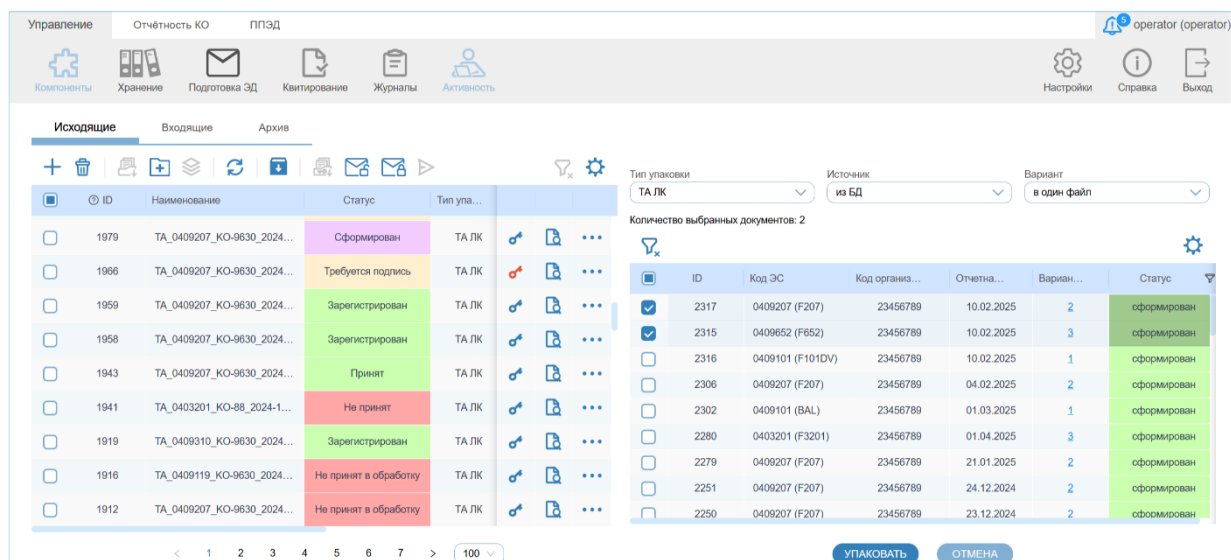 Управление Отчётность КО ППЭД 5 operator (operator)
Компоненты Хранение Подготовка ЭД Квитирование Журналы Активность Настройки Справка Выход
Исходящие Входящие Архив
Тип упаковки Источник Вариант
ТА ЛК из БД в один файл
Количество выбранных документов: 2
ID Наименование Статус Тип упа...
1979 TA_0409207_KO-9630_2024... Сформирован ТА ЛК
1966 TA_0409207_KO-9630_2024... Требуется подпись ТА ЛК
1959 TA_0409207_KO-9630_2024... Зарегистрирован ТА ЛК
1958 TA_0409207_KO-9630_2024... Зарегистрирован ТА ЛК
1943 TA_0409207_KO-9630_2024... Принят ТА ЛК
1941 TA_0403201_KO-88_2024-1... Не принят ТА ЛК
1919 TA_0409310_KO-9630_2024... Зарегистрирован ТА ЛК
1916 TA_0409119_KO-9630_2024... Не принят в обработку ТА ЛК
1912 TA_0409207_KO-9630_2024... Не принят в обработку ТА ЛК
< 1 2 3 4 5 6 7 > 100
ID Код ЭС Код организ... Отчетна... Вариан... Статус
2317 0409207 (F207) 23456789 10.02.2025 2 сформирован
2315 0409652 (F652) 23456789 10.02.2025 3 сформирован
2316 0409101 (F101DV) 23456789 10.02.2025 1 сформирован
2306 0409207 (F207) 23456789 04.02.2025 2 сформирован
2302 0409101 (BAL) 23456789 01.03.2025 1 сформирован
2280 0403201 (F3201) 23456789 01.04.2025 3 сформирован
2279 0409207 (F207) 23456789 21.01.2025 2 сформирован
2251 0409207 (F207) 23456789 24.12.2024 2 сформирован
2250 0409207 (F207) 23456789 23.12.2024 2 сформирован
УПАКОВАТЬ ОТМЕНА